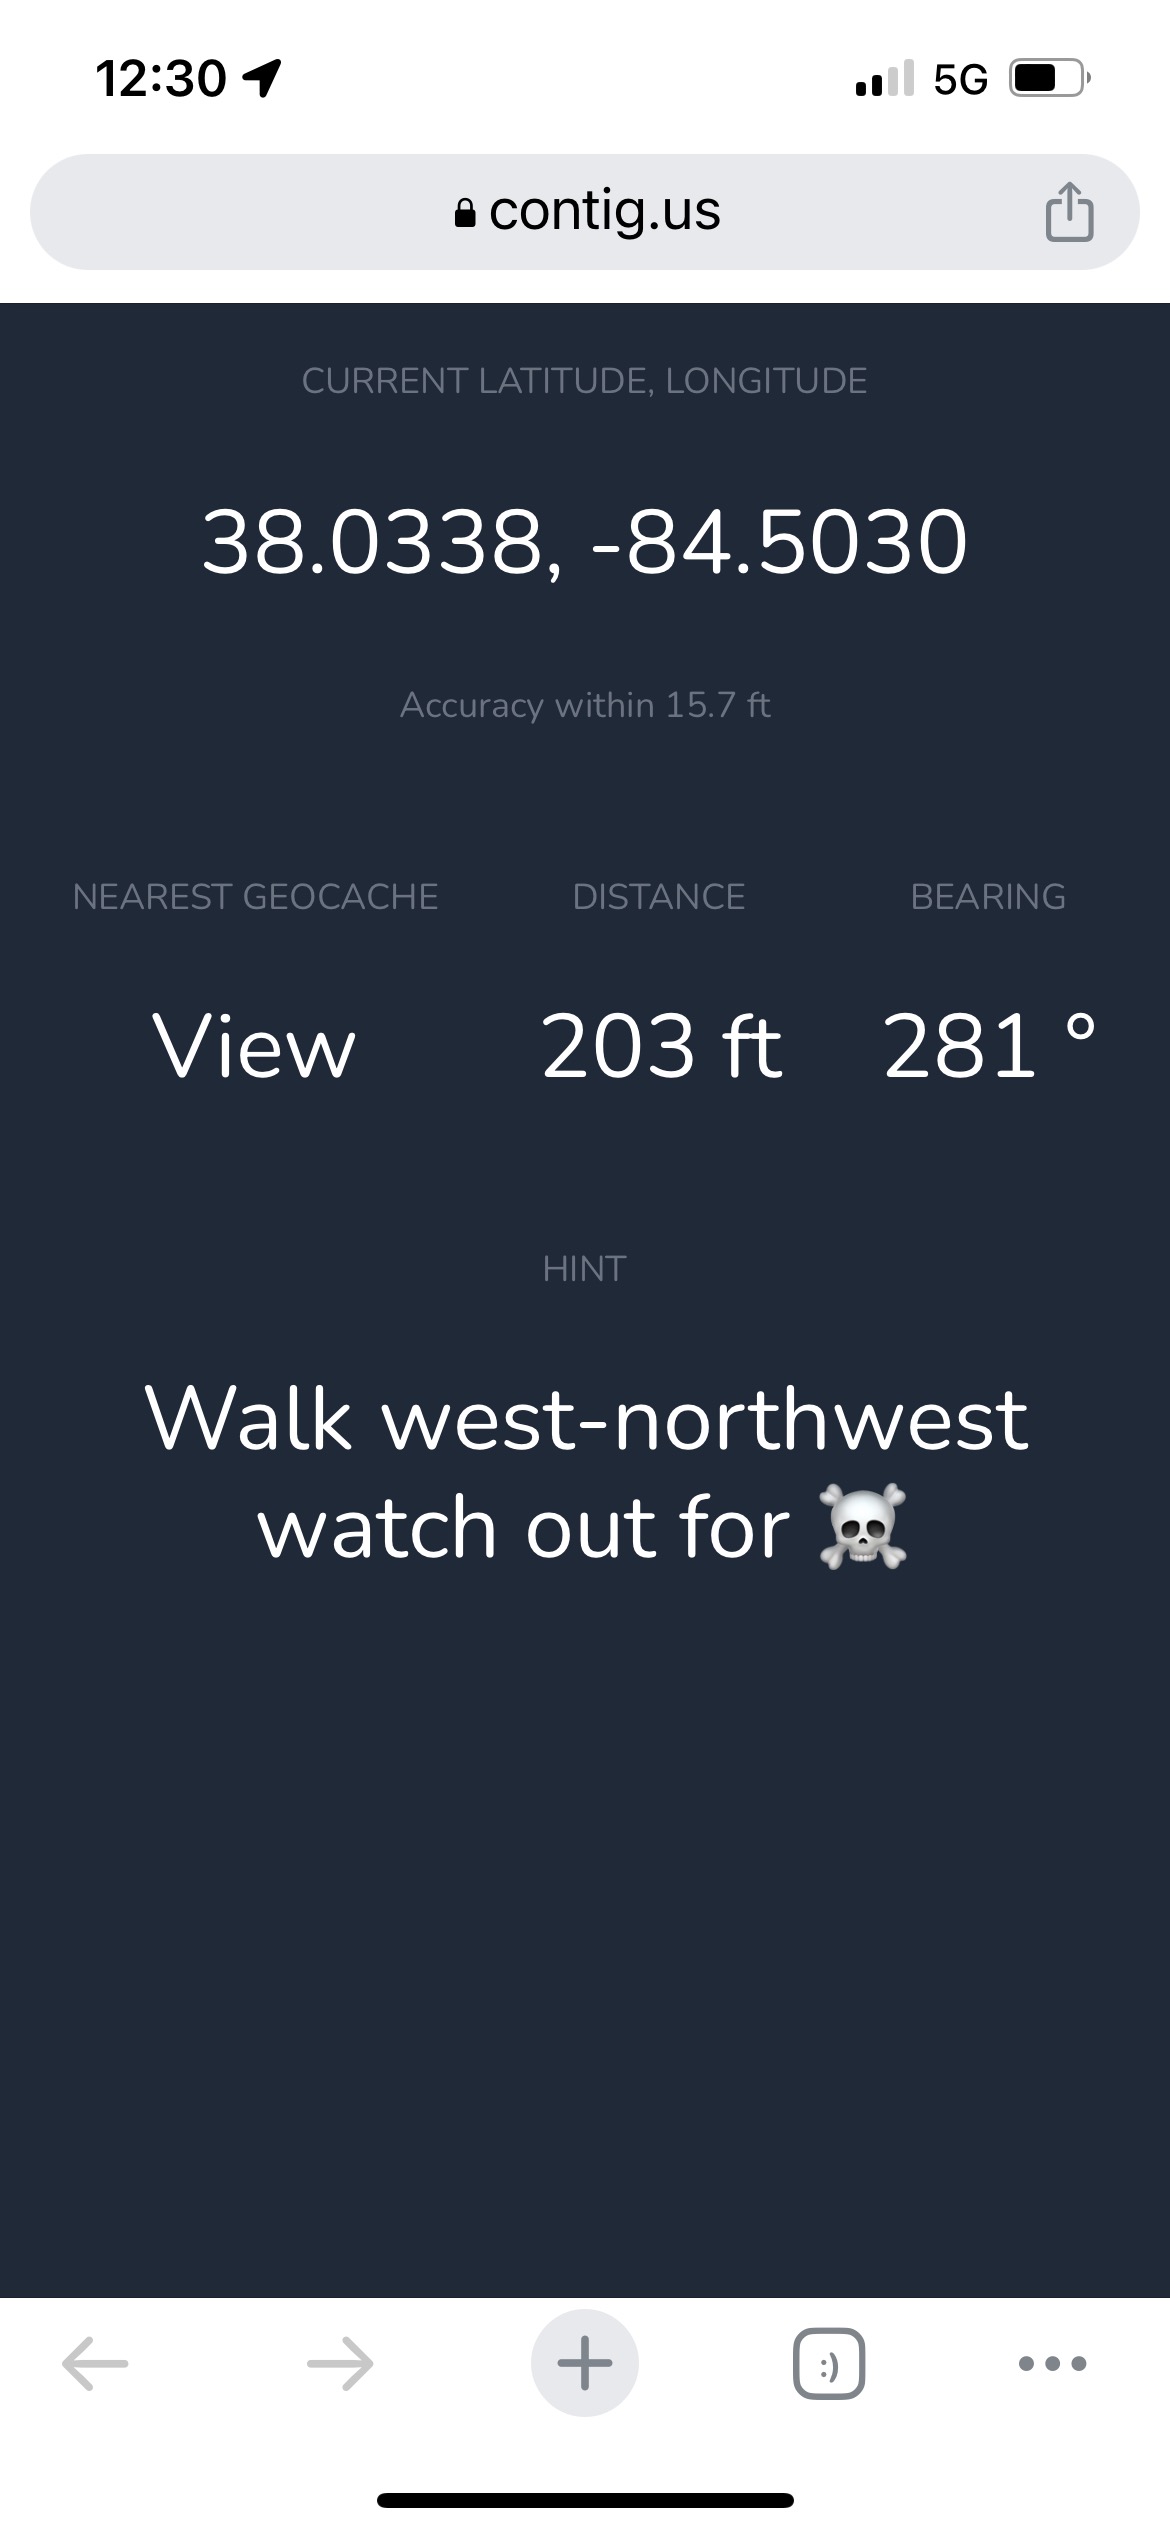 12:30
5G
contig.us
CURRENT LATITUDE, LONGITUDE
38.0338, -84.5030
Accuracy within 15.7 ft
NEAREST GEOCACHE DISTANCE BEARING
View 203 ft 281 °
HINT
Walk west-northwest
watch out for ☠️
:)